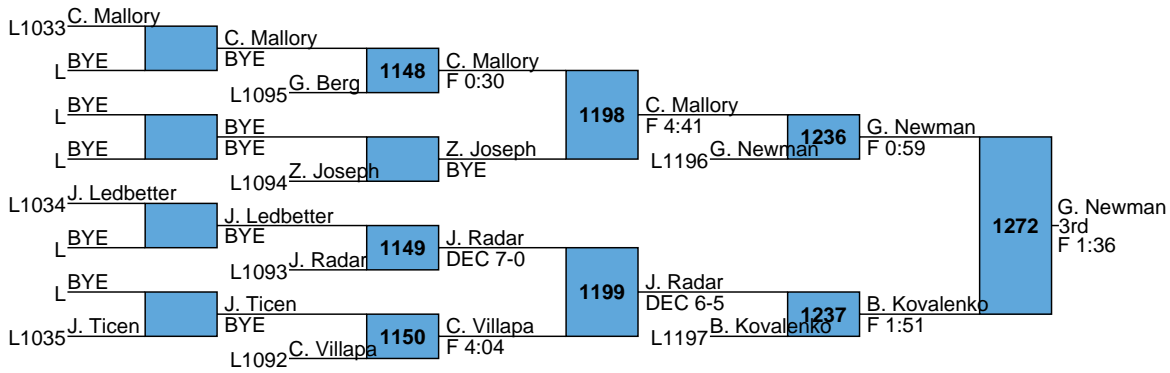 L1033 C. Mallory
L BYE
C. Mallory
BYE
1148
L1095 G. Berg
C. Mallory
F 0:30
L BYE
L BYE
BYE
BYE
L1094 Z. Joseph
Z. Joseph
BYE
1198
C. Mallory
F 4:41
L1196 G. Newman
1236
G. Newman
F 0:59
L1034 J. Ledbetter
L BYE
J. Ledbetter
BYE
1149
L1093 J. Radar
J. Radar
DEC 7-0
L BYE
L1035 J. Ticen
J. Ticen
BYE
1150
L1092 C. Villapa
C. Villapa
F 4:04
1199
J. Radar
DEC 6-5
L1197 B. Kovalenko
1237
B. Kovalenko
F 1:51
1272
G. Newman
3rd
F 1:36